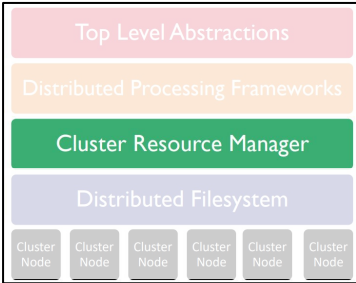 Top Level Abstractions
Distributed Processing Frameworks
Cluster Resource Manager
Distributed Filesystem
Cluster Cluster Cluster Cluster Cluster Cluster
Node Node Node Node Node Node